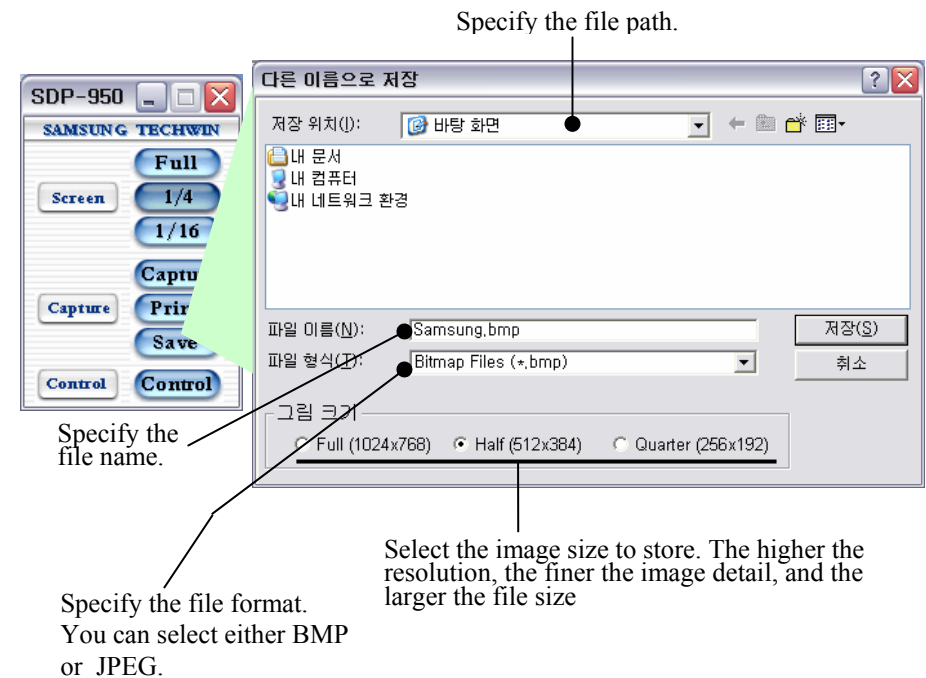 Specify the file path.
SDP-950
SAMSUNG TECHWIN
Full
Screen
1/4
1/16
Captu
Capture
Prin
Save
Control
Control
다른 이름으로 저장
저장 위치(I):
바탕 화면
내 문서
내 컴퓨터
내 네트워크 환경
파일 이름(N):
Samsung.bmp
저장(S)
파일 형식(T):
Bitmap Files (*.bmp)
취소
그림 크기
Full (1024x768)
Half (512x384)
Quarter (256x192)
Specify the
file name.
Select the image size to store. The higher the
resolution, the finer the image detail, and the
larger the file size
Specify the file format.
You can select either BMP
or JPEG.